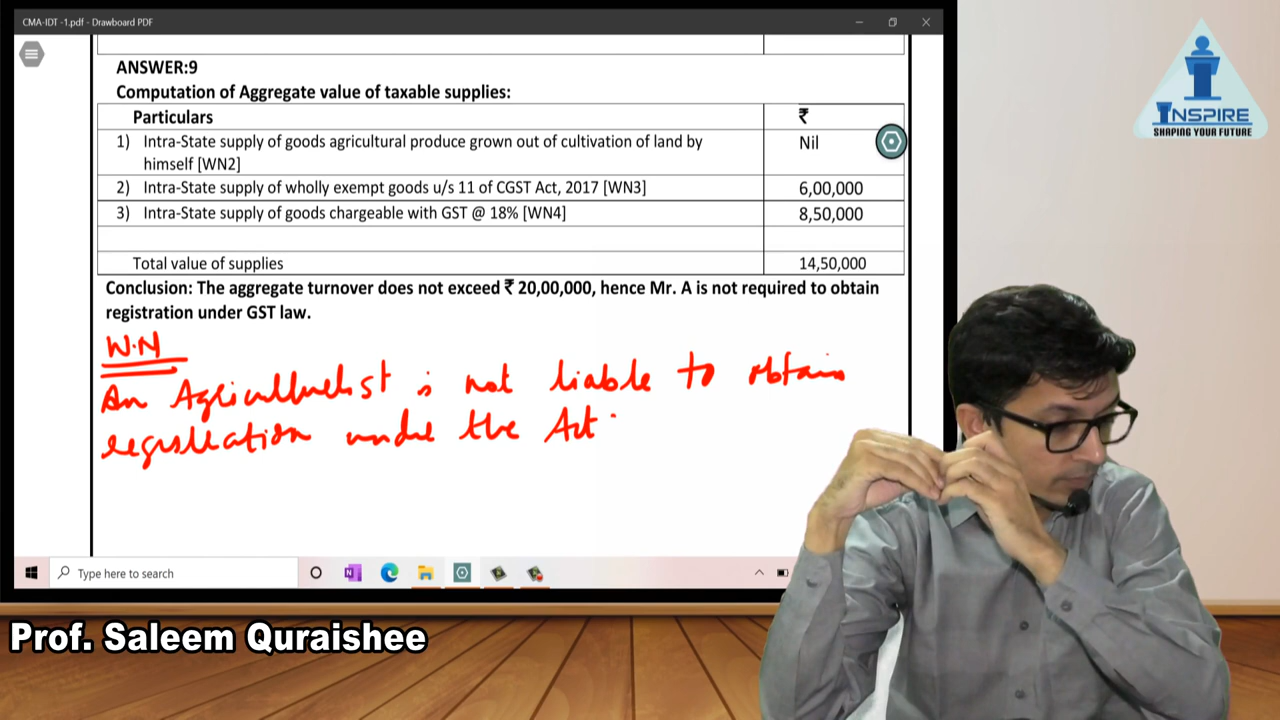 CMA-IDT -1.pdf - Drawboard PDF
ANSWER:9
Computation of Aggregate value of taxable supplies:
Particulars ₹
1) Intra-State supply of goods agricultural produce grown out of cultivation of land by himself [WN2] Nil
2) Intra-State supply of wholly exempt goods u/s 11 of CGST Act, 2017 [WN3] 6,00,000
3) Intra-State supply of goods chargeable with GST @ 18% [WN4] 8,50,000
Total value of supplies 14,50,000
Conclusion: The aggregate turnover does not exceed ₹ 20,00,000, hence Mr. A is not required to obtain
registration under GST law.
W.N
An Agriculturist is not liable to obtain
registration under the Act.
Type here to search
Prof. Saleem Quraishee
INSPIRE
SHAPING YOUR FUTURE